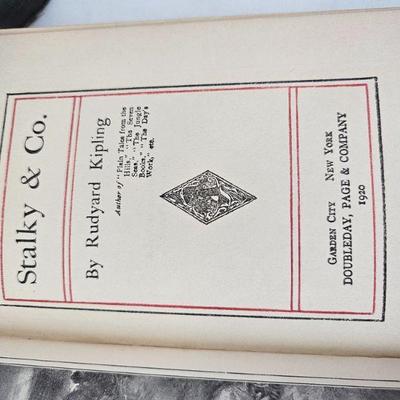 Stalky & Co.
By Rudyard Kipling
Author of "Plain Tales from the
Hills," "The Seven
Seas," "The Jungle
Books," "The Day's
Work," etc.
GARDEN CITY NEW YORK
DOUBLEDAY, PAGE & COMPANY
1920